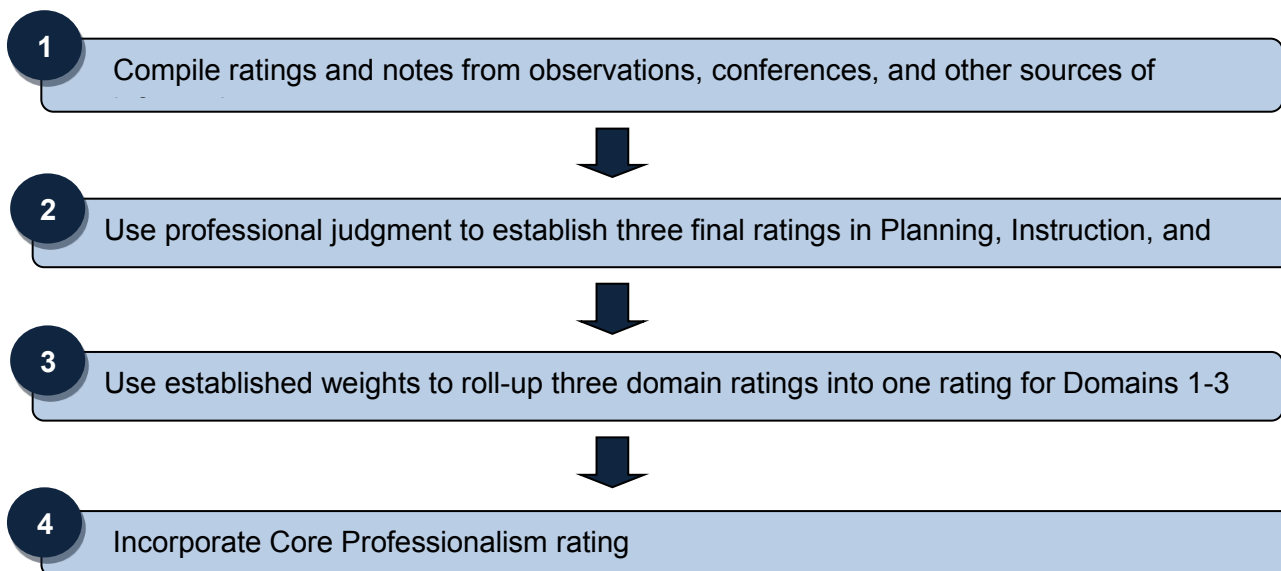 1
Compile ratings and notes from observations, conferences, and other sources of
2
Use professional judgment to establish three final ratings in Planning, Instruction, and
3
Use established weights to roll-up three domain ratings into one rating for Domains 1-3
4
Incorporate Core Professionalism rating